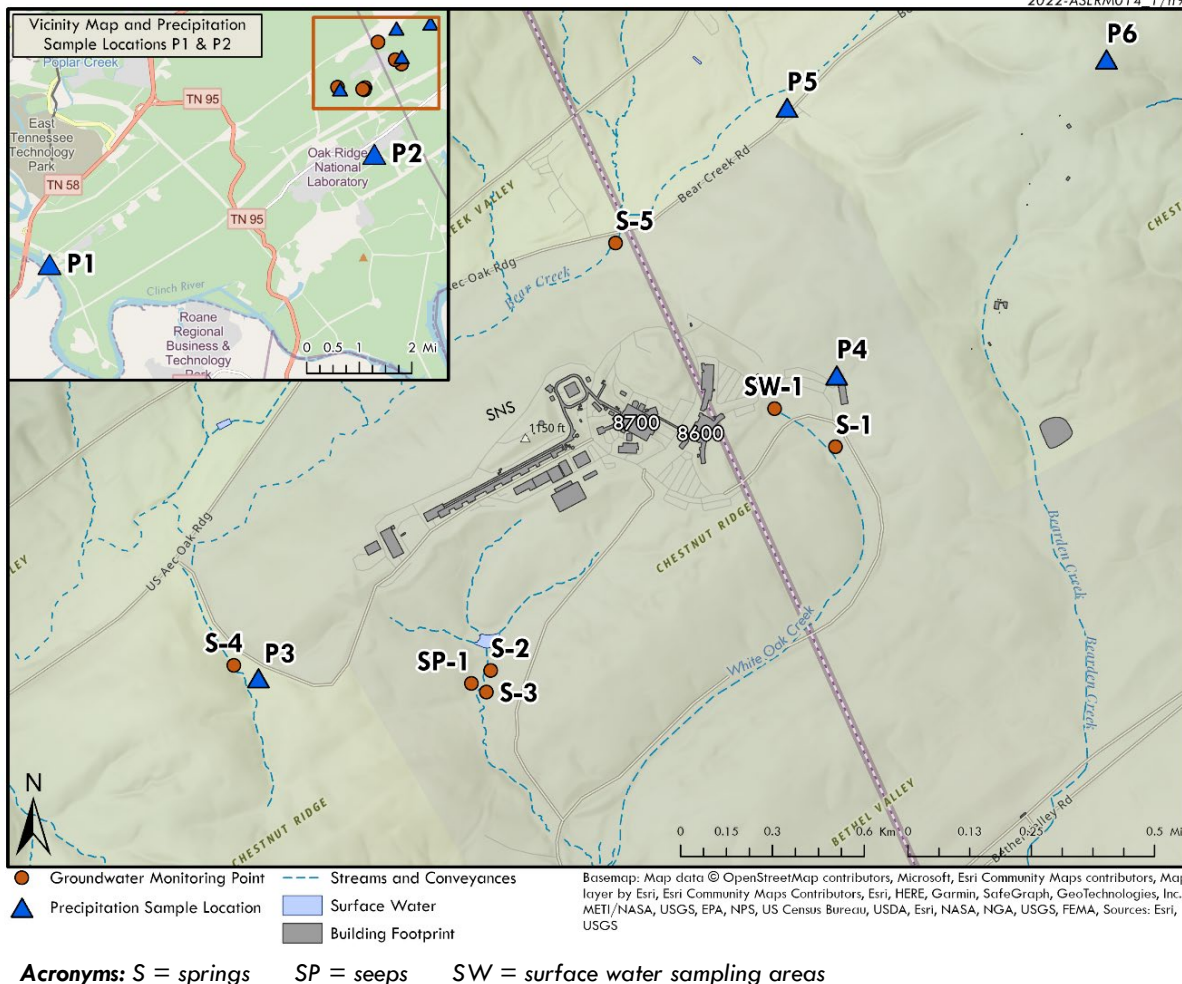 Vicinity Map and Precipitation
Sample Locations P1 & P2
Poplar Creek
TN 95
East
Tennessee
Technology
Park
TN 58
Oak Ridge
National
Laboratory
P2
TN 95
P1
Clinch River
Roane
Regional
Business &
Technology
Park
0 0.5 1 2 Mi
P6
P5
Bear Creek Rd
EEK VALLEY
CHEST
S-5
ec Oak Rdg
Bear Creek
P4
SW-1
S-1
SNS
1,150 ft
8700
8600
CHESTNUT RIDGE
US Aec Oak Rdg
LEY
Bearden Creek
White Oak Creek
Bearden Creek
S-4
P3
SP-1
S-2
S-3
N
CHESTNUT RIDGE
BETHEL VALLEY
Bethel Valley Rd
0 0.15 0.3 0.6 Km
0 0.13 0.25 0.5 Mi
Groundwater Monitoring Point
Precipitation Sample Location
Streams and Conveyances
Surface Water
Building Footprint
Basemap: Map data © OpenStreetMap contributors, Microsoft, Esri Community Maps contributors, Map
layer by Esri, Esri Community Maps Contributors, Esri, HERE, Garmin, SafeGraph, GeoTechnologies, Inc.
METI/NASA, USGS, EPA, NPS, US Census Bureau, USDA, Esri, NASA, NGA, USGS, FEMA, Sources: Esri,
USGS
Acronyms: S = springs SP = seeps SW = surface water sampling areas